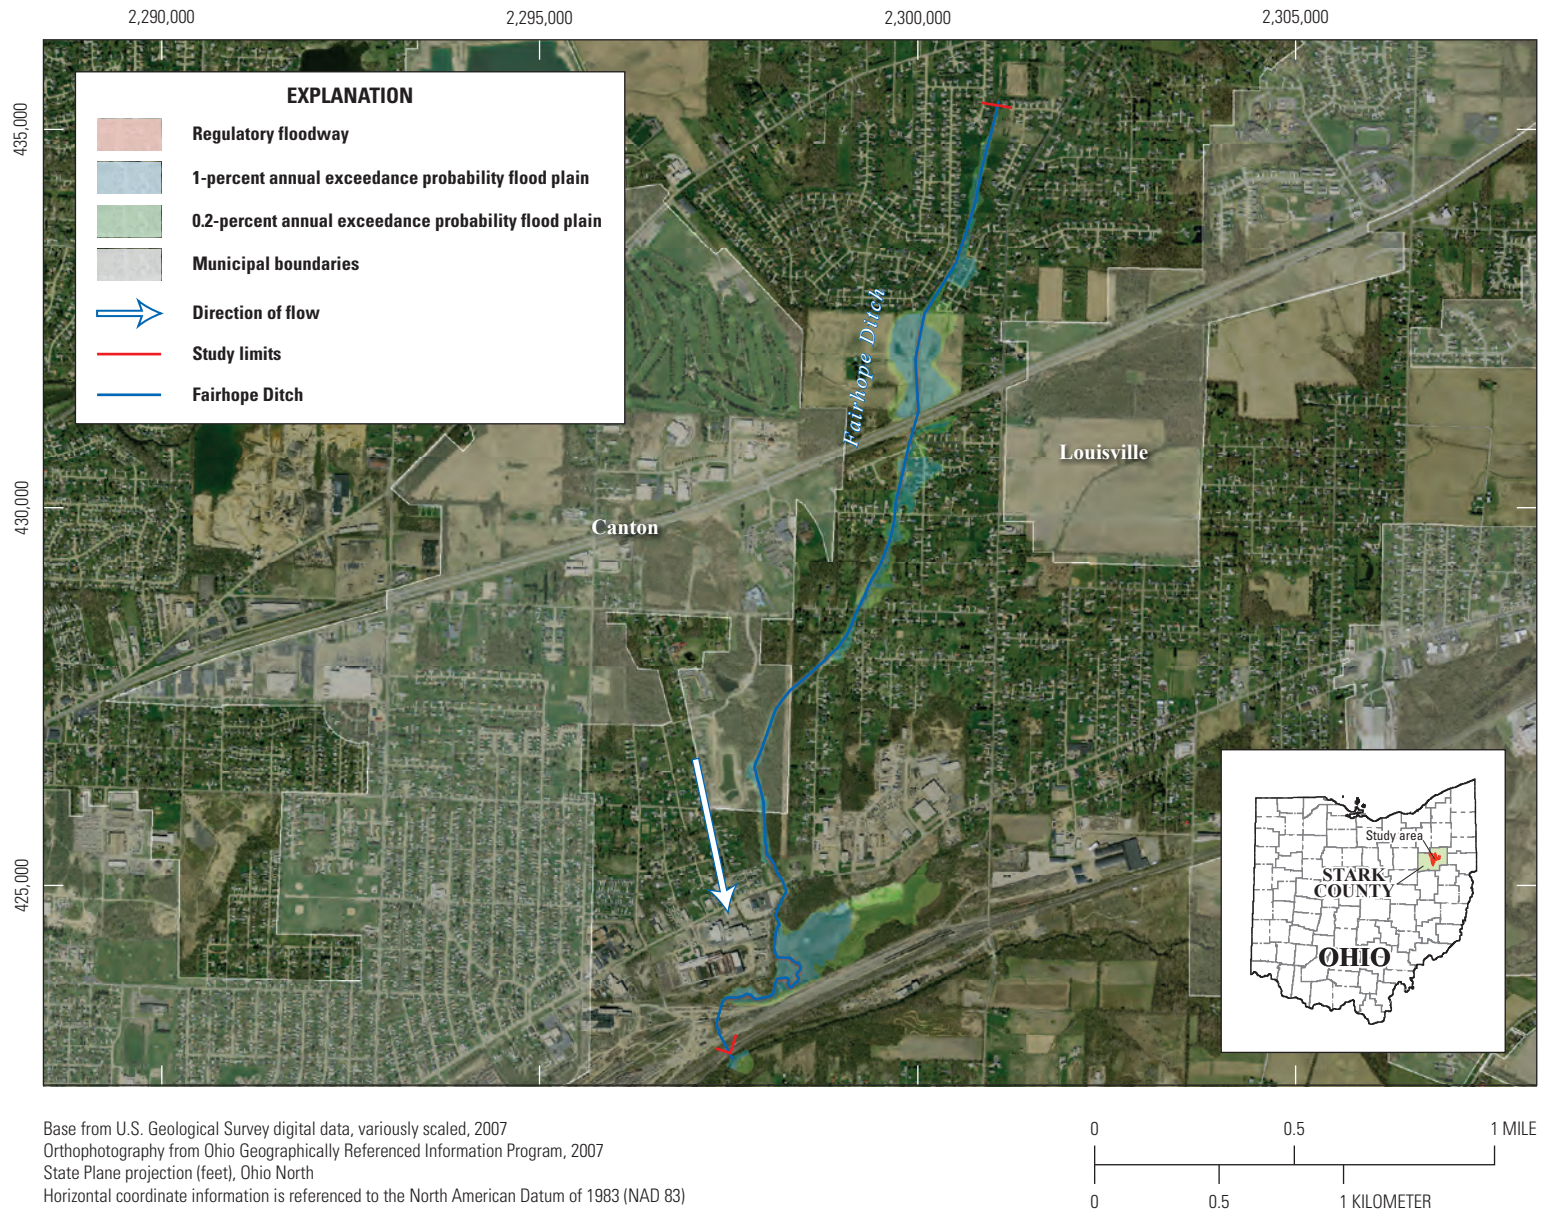 2,290,000
2,295,000
2,300,000
2,305,000
435,000
430,000
425,000
EXPLANATION
Regulatory floodway
1-percent annual exceedance probability flood plain
0.2-percent annual exceedance probability flood plain
Municipal boundaries
Direction of flow
Study limits
Fairhope Ditch
Fairhope Ditch
Louisville
Canton
Study area
STARK
COUNTY
OHIO
Base from U.S. Geological Survey digital data, variously scaled, 2007
Orthophotography from Ohio Geographically Referenced Information Program, 2007
State Plane projection (feet), Ohio North
Horizontal coordinate information is referenced to the North American Datum of 1983 (NAD 83)
0 0.5 1 MILE
0 0.5 1 KILOMETER